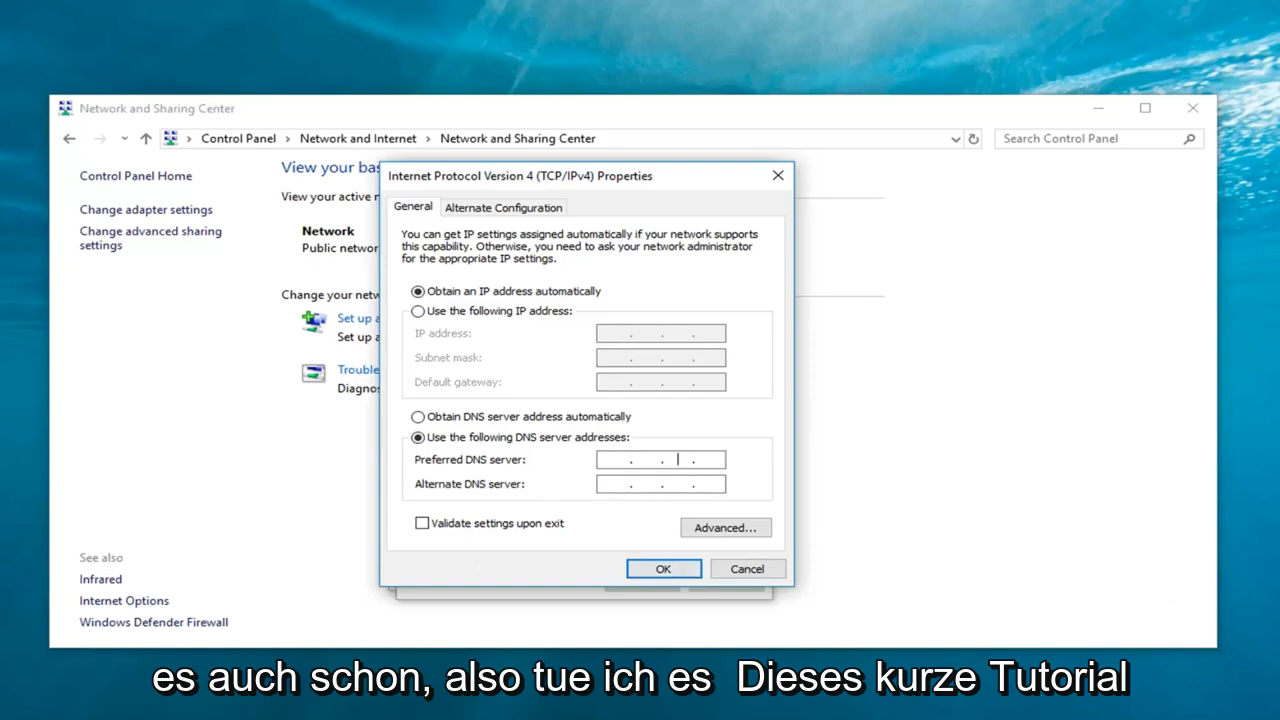 Network and Sharing Center
Control Panel > Network and Internet > Network and Sharing Center
Search Control Panel
Control Panel Home
Change adapter settings
Change advanced sharing
settings
See also
Infrared
Internet Options
Windows Defender Firewall
View your bas
View your active n
Network
Public networ
Change your netw
Set up a
Set up a
Trouble
Diagnos
Internet Protocol Version 4 (TCP/IPv4) Properties
General
Alternate Configuration
You can get IP settings assigned automatically if your network supports
this capability. Otherwise, you need to ask your network administrator
for the appropriate IP settings.
Obtain an IP address automatically
Use the following IP address:
IP address:
Subnet mask:
Default gateway:
Obtain DNS server address automatically
Use the following DNS server addresses:
Preferred DNS server:
Alternate DNS server:
Validate settings upon exit
Advanced...
OK
Cancel
es auch schon, also tue ich es Dieses kurze Tutorial